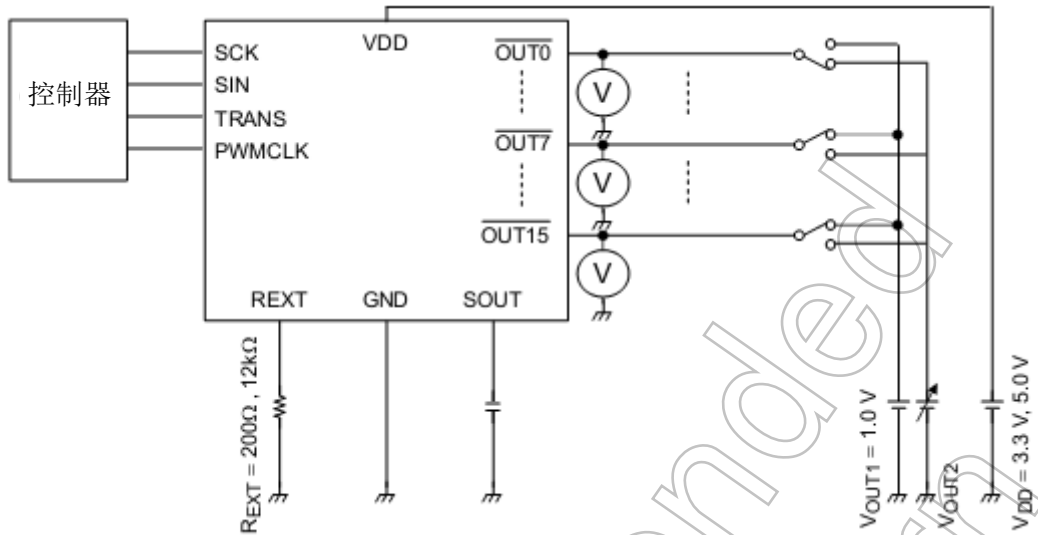 控制器
SCK
SIN
TRANS
PWMCLK
VDD
OUT0
V
OUT7
V
OUT15
V
REXT
GND
SOUT
REXT = 200Ω , 12kΩ
VOUT1 = 1.0 V
VOUT2
VDD = 3.3 V, 5.0 V
ended